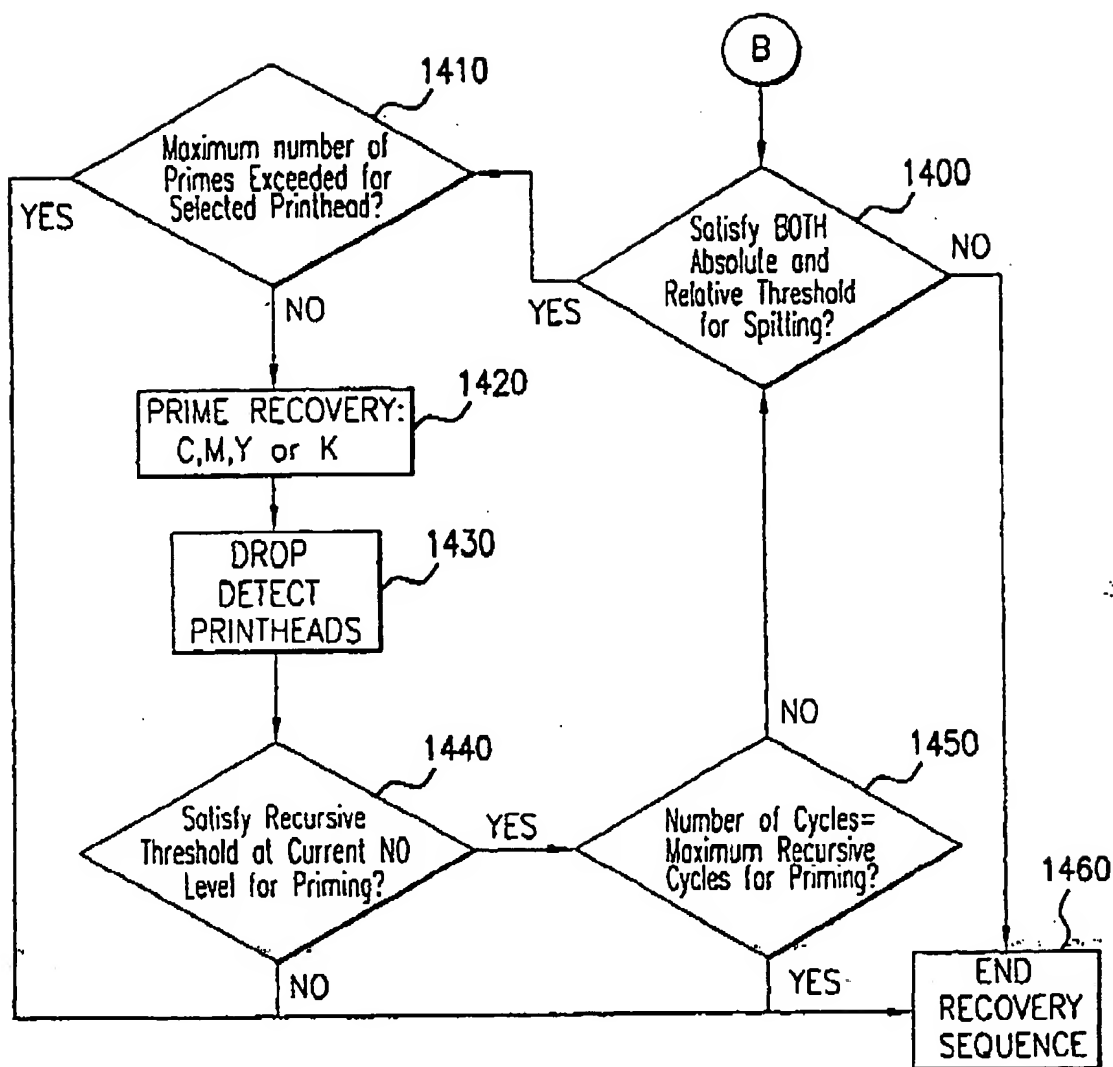 B
1410
Maximum number of
Primes Exceeded for
Selected Printhead?
YES
NO
1400
Satisfy BOTH
Absolute and
Relative Threshold
for Spitting?
NO
YES
1420
PRIME RECOVERY:
C,M,Y or K
1430
DROP
DETECT
PRINTHEADS
1440
Satisfy Recursive
Threshold at Current NO
Level for Priming?
YES
NO
1450
Number of Cycles=
Maximum Recursive
Cycles for Priming?
NO
YES
1460
END
RECOVERY
SEQUENCE